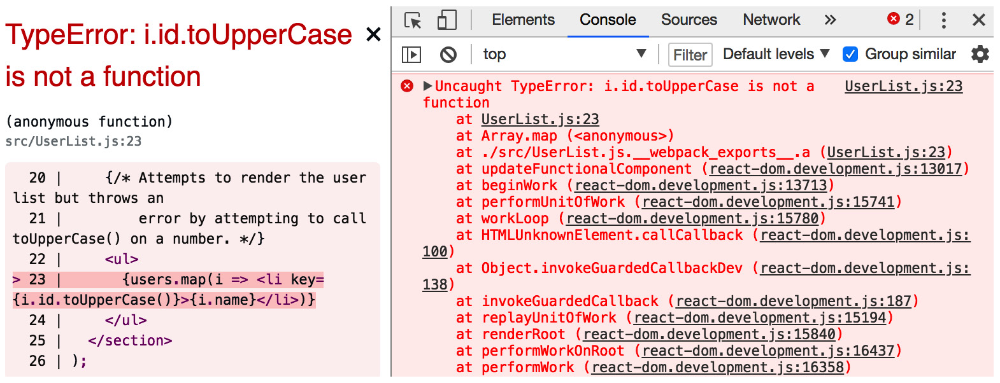 TypeError: i.id.toUpperCase ×
is not a function
(anonymous function)
src/UserList.js:23
20 |     {/* Attempts to render the user
list but throws an
21 |         error by attempting to call
toUpperCase() on a number. */}
22 |     <ul>
> 23 |       {users.map(i => <li key=
{i.id.toUpperCase()}>{i.name}</li>)}
24 |     </ul>
25 |   </section>
26 | );
Elements Console Sources Network » 2
top Filter Default levels Group similar
Uncaught TypeError: i.id.toUpperCase is not a UserList.js:23
function
at UserList.js:23
at Array.map (<anonymous>)
at ./src/UserList.js.__webpack_exports__.a (UserList.js:23)
at updateFunctionalComponent (react-dom.development.js:13017)
at beginWork (react-dom.development.js:13713)
at performUnitOfWork (react-dom.development.js:15741)
at workLoop (react-dom.development.js:15780)
at HTMLUnknownElement.callCallback (react-dom.development.js:
100)
at Object.invokeGuardedCallbackDev (react-dom.development.js:
138)
at invokeGuardedCallback (react-dom.development.js:187)
at replayUnitOfWork (react-dom.development.js:15194)
at renderRoot (react-dom.development.js:15840)
at performWorkOnRoot (react-dom.development.js:16437)
at performWork (react-dom.development.js:16358)